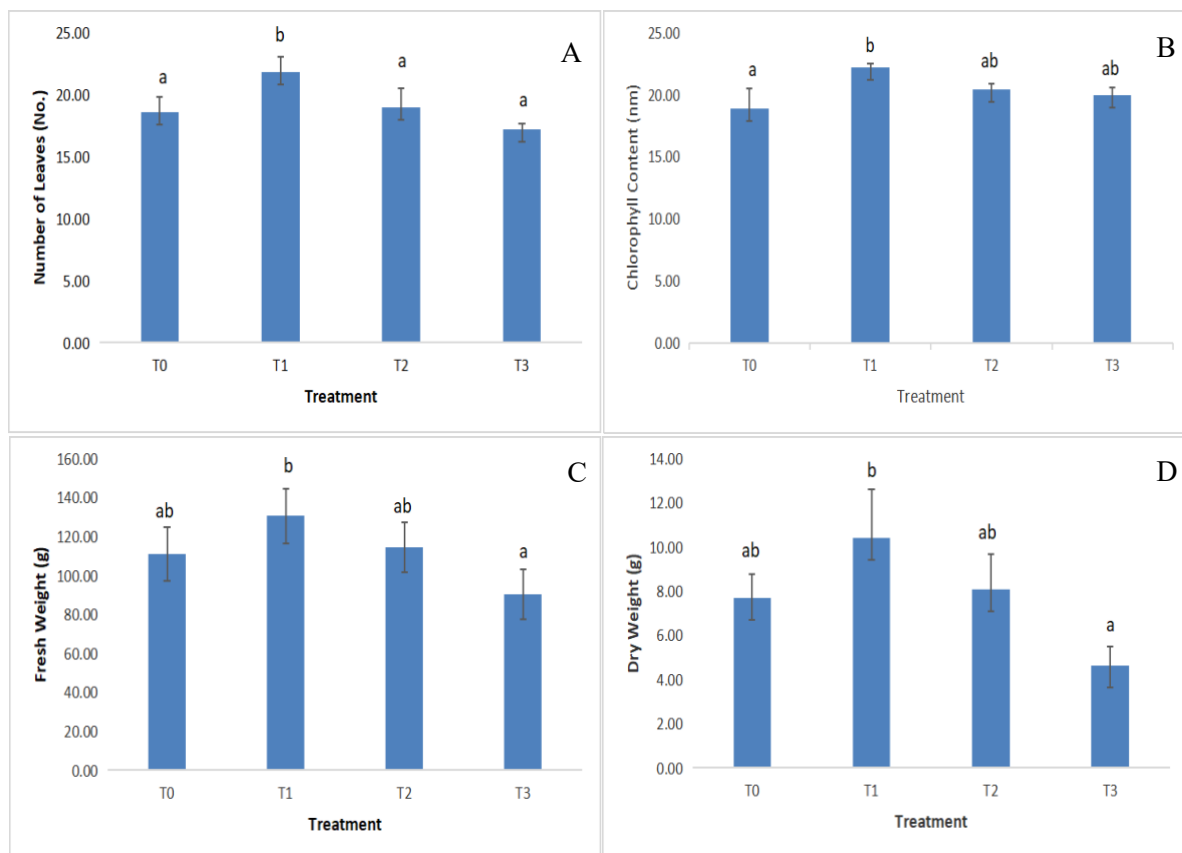 A
Number of Leaves (No.)
25.00
20.00
15.00
10.00
5.00
0.00
a
b
a
a
T0 T1 T2 T3
Treatment
B
Chlorophyll Content (nm)
25.00
20.00
15.00
10.00
5.00
0.00
a
b
ab
ab
T0 T1 T2 T3
Treatment
C
Fresh Weight (g)
160.00
140.00
120.00
100.00
80.00
60.00
40.00
20.00
0.00
ab
b
ab
a
T0 T1 T2 T3
Treatment
D
Dry Weight (g)
14.00
12.00
10.00
8.00
6.00
4.00
2.00
0.00
ab
b
ab
a
T0 T1 T2 T3
Treatment